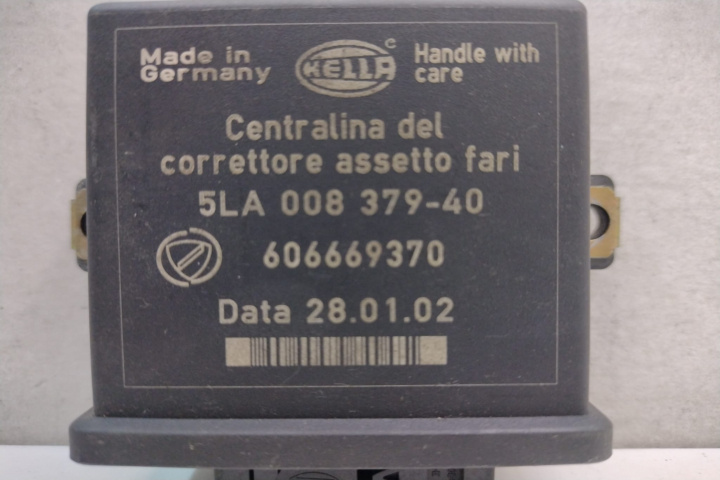 Made in
Germany
HELLA
Handle with
care
Centralina del
correttore assetto fari
5LA 008 379-40
606669370
Data 28.01.02